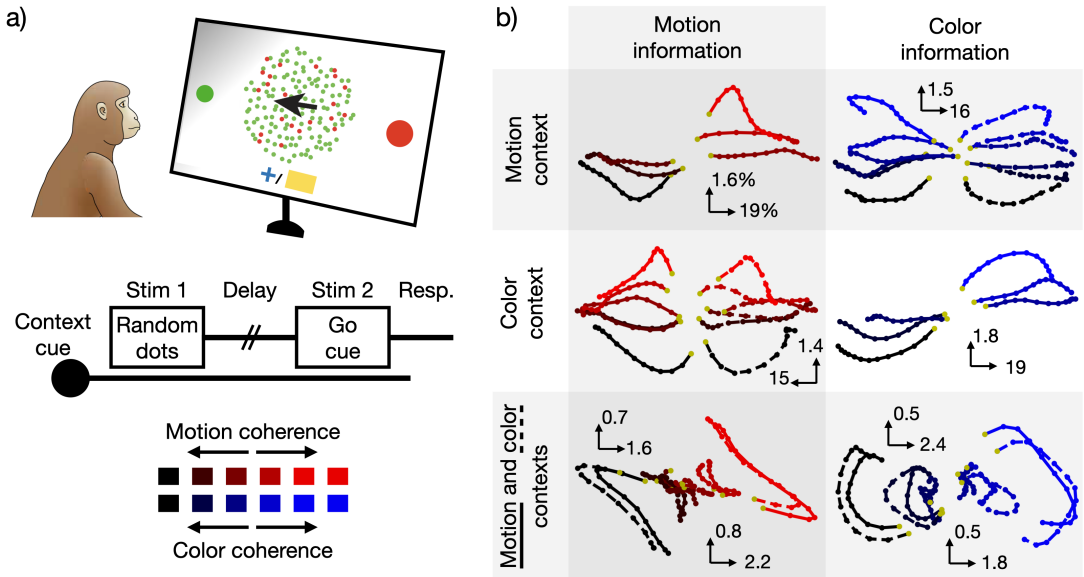 a)
+/
Stim 1
Delay
Stim 2
Resp.
Context
cue
Random
dots
//
Go
cue
Motion coherence
Color coherence
b)
Motion
information
Color
information
Motion
context
1.6%
19%
1.5
16
Color
context
1.4
15
1.8
19
Motion and color
contexts
0.7
1.6
0.8
2.2
0.5
2.4
0.5
1.8